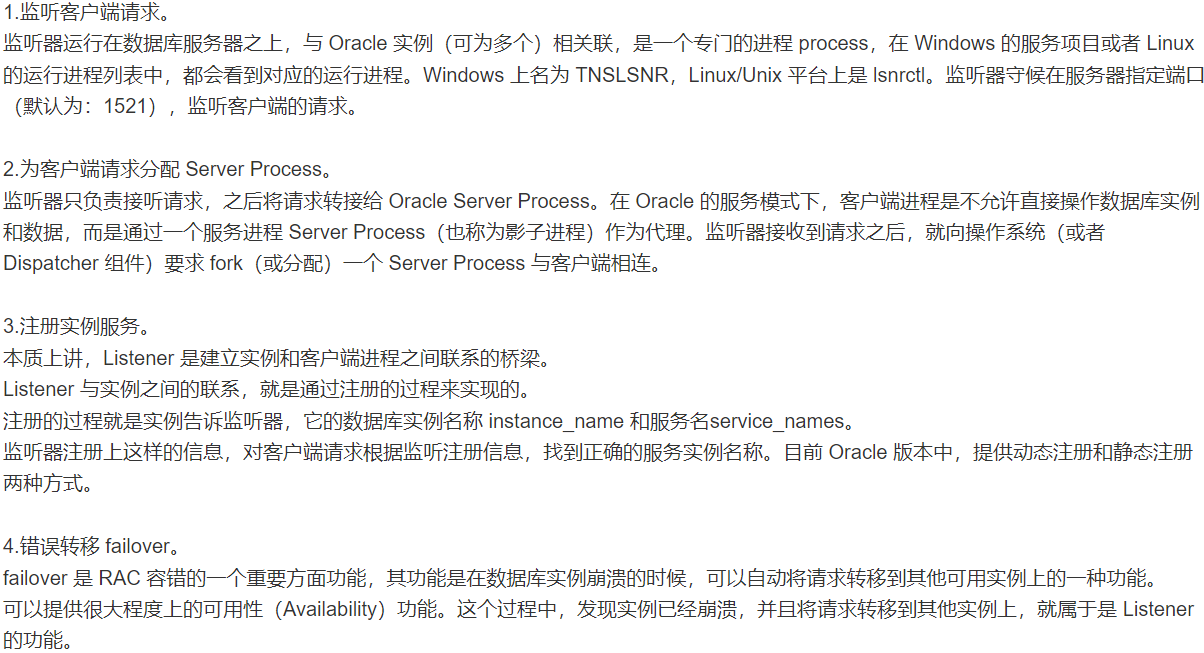 1.监听客户端请求。
监听器运行在数据库服务器之上，与 Oracle 实例（可为多个）相关联，是一个专门的进程 process，在 Windows 的服务项目或者 Linux
的运行进程列表中，都会看到对应的运行进程。Windows 上名为 TNSLSNR，Linux/Unix 平台上是 lsnrctl。监听器守候在服务器指定端口
（默认为：1521），监听客户端的请求。
2.为客户端请求分配 Server Process。
监听器只负责接听请求，之后将请求转接给 Oracle Server Process。在 Oracle 的服务模式下，客户端进程是不允许直接操作数据库实例
和数据，而是通过一个服务进程 Server Process（也称为影子进程）作为代理。监听器接收到请求之后，就向操作系统（或者
Dispatcher 组件）要求 fork（或分配）一个 Server Process 与客户端相连。
3.注册实例服务。
本质上讲，Listener 是建立实例和客户端进程之间联系的桥梁。
Listener 与实例之间的联系，就是通过注册的过程来实现的。
注册的过程就是实例告诉监听器，它的数据库实例名称 instance_name 和服务名service_names。
监听器注册上这样的信息，对客户端请求根据监听注册信息，找到正确的服务实例名称。目前 Oracle 版本中，提供动态注册和静态注册
两种方式。
4.错误转移 failover。
failover 是 RAC 容错的一个重要方面功能，其功能是在数据库实例崩溃的时候，可以自动将请求转移到其他可用实例上的一种功能。
可以提供很大程度上的可用性（Availability）功能。这个过程中，发现实例已经崩溃，并且将请求转移到其他实例上，就属于是 Listener
的功能。